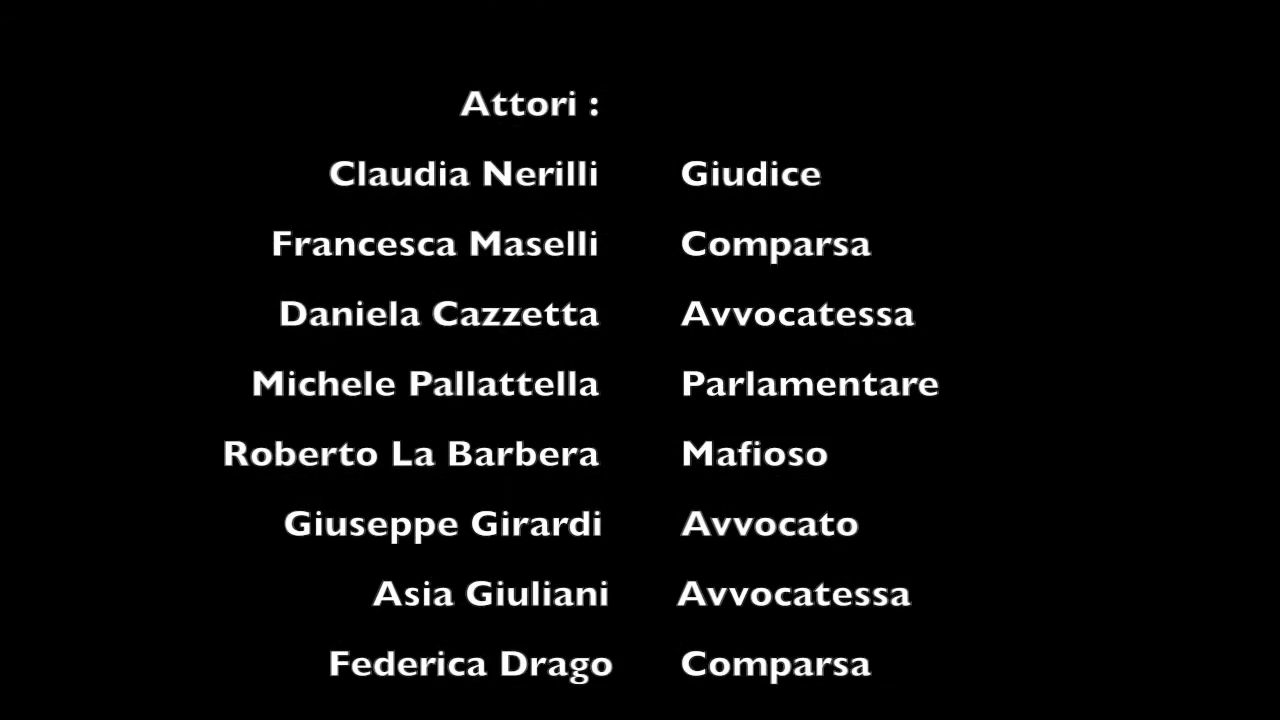 Attori :
Claudia Nerilli Giudice
Francesca Maselli Comparsa
Daniela Cazzetta Avvocatessa
Michele Pallattella Parlamentare
Roberto La Barbera Mafioso
Giuseppe Girardi Avvocato
Asia Giuliani Avvocatessa
Federica Drago Comparsa